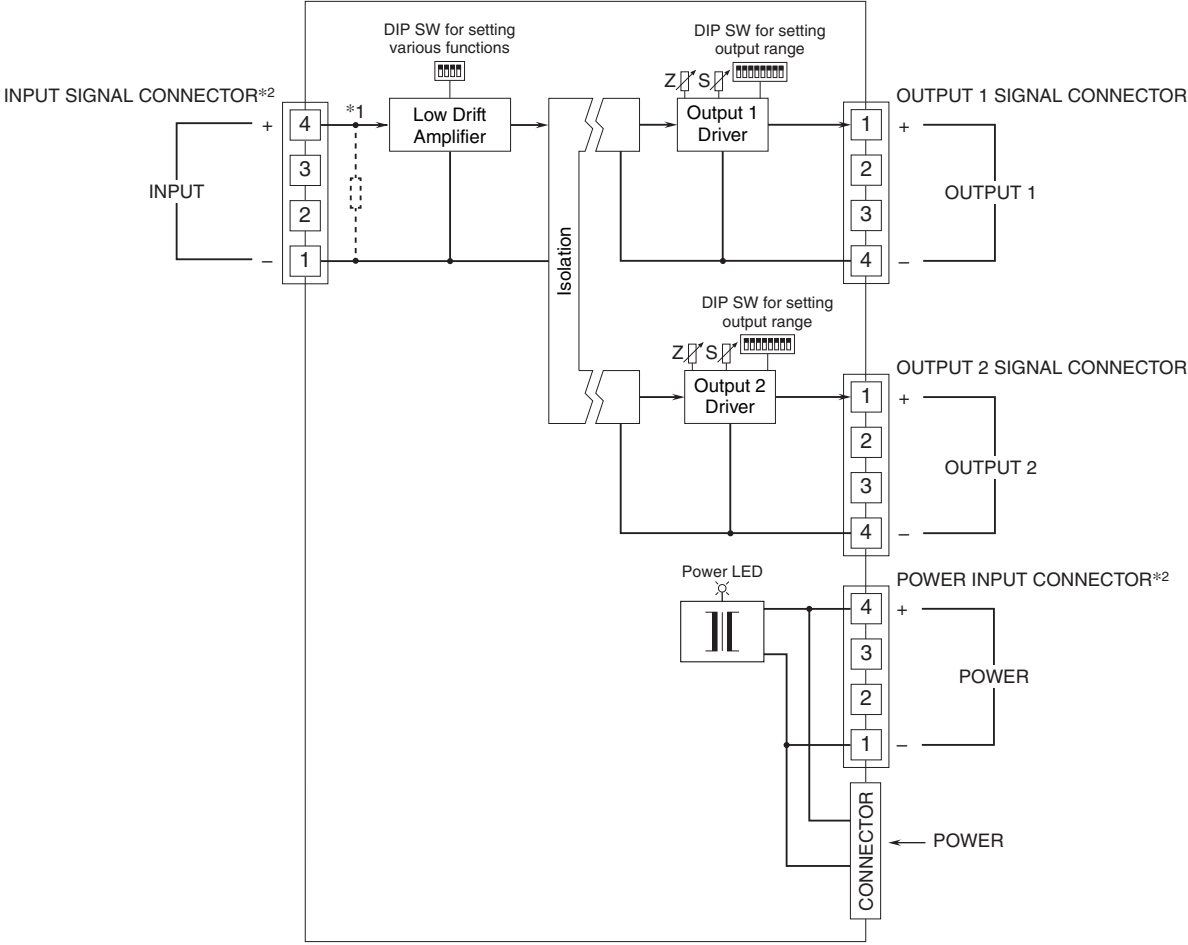 DIP SW for setting
various functions
DIP SW for setting
output range
Z S
INPUT SIGNAL CONNECTOR*2
*1
Low Drift
Amplifier
Output 1
Driver
OUTPUT 1 SIGNAL CONNECTOR
+ 4
3
2
– 1
INPUT
1 +
2
3
4 –
OUTPUT 1
Isolation
DIP SW for setting
output range
Z S
Output 2
Driver
OUTPUT 2 SIGNAL CONNECTOR
1 +
2
3
4 –
OUTPUT 2
Power LED
POWER INPUT CONNECTOR*2
4 +
3
2
1 –
POWER
CONNECTOR
POWER